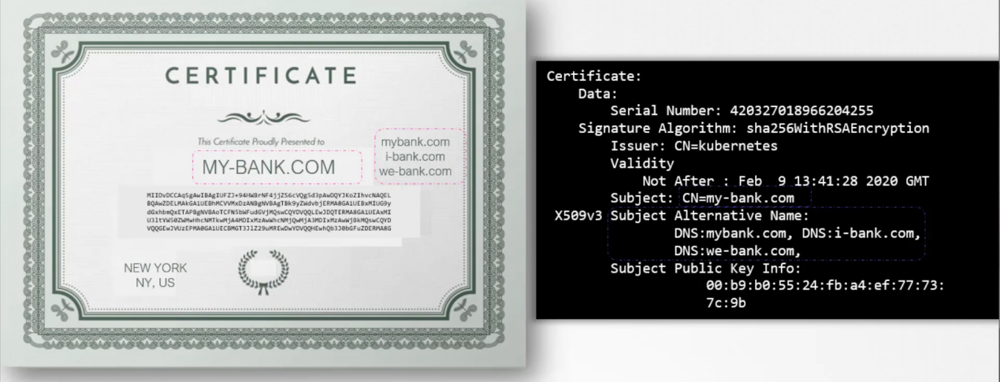 CERTIFICATE
This Certificate Proudly Presented to
MY-BANK.COM
mybank.com
i-bank.com
we-bank.com
MIIDvDCCAqSgAwIBAgIUFZJ+94HWBrNF4jjZS6cVQgSd3pAwDQYJKoZIhvcNAQEL
BQAwZDELMAkGA1UEBhMCVVMxDzANBgNVBAgTBk9yZWdvbjERMA8GA1UEBxMIUG9y
dGxhbmQxETAPBgNVBAoTCFN5bWFudGVjMQswCQYDVQQLEwJDQTERMA8GA1UEAxMI
U3ltYW50ZWMwHhcNMTkwMjA4MDIxMzAwWhcNMjQwMjA3MDIxMzAwWjBkMQswCQYD
VQQGEwJVUzEPMA0GA1UECBMGT3JlZ29uMREwDwYDVQQHEwhQb3J0bGFuZDERMA8G
NEW YORK
NY, US
Certificate:
Data:
Serial Number: 420327018966204255
Signature Algorithm: sha256WithRSAEncryption
Issuer: CN=kubernetes
Validity
Not After : Feb  9 13:41:28 2020 GMT
Subject: CN=my-bank.com
X509v3 Subject Alternative Name:
DNS:mybank.com, DNS:i-bank.com,
DNS:we-bank.com,
Subject Public Key Info:
00:b9:b0:55:24:fb:a4:ef:77:73:
7c:9b